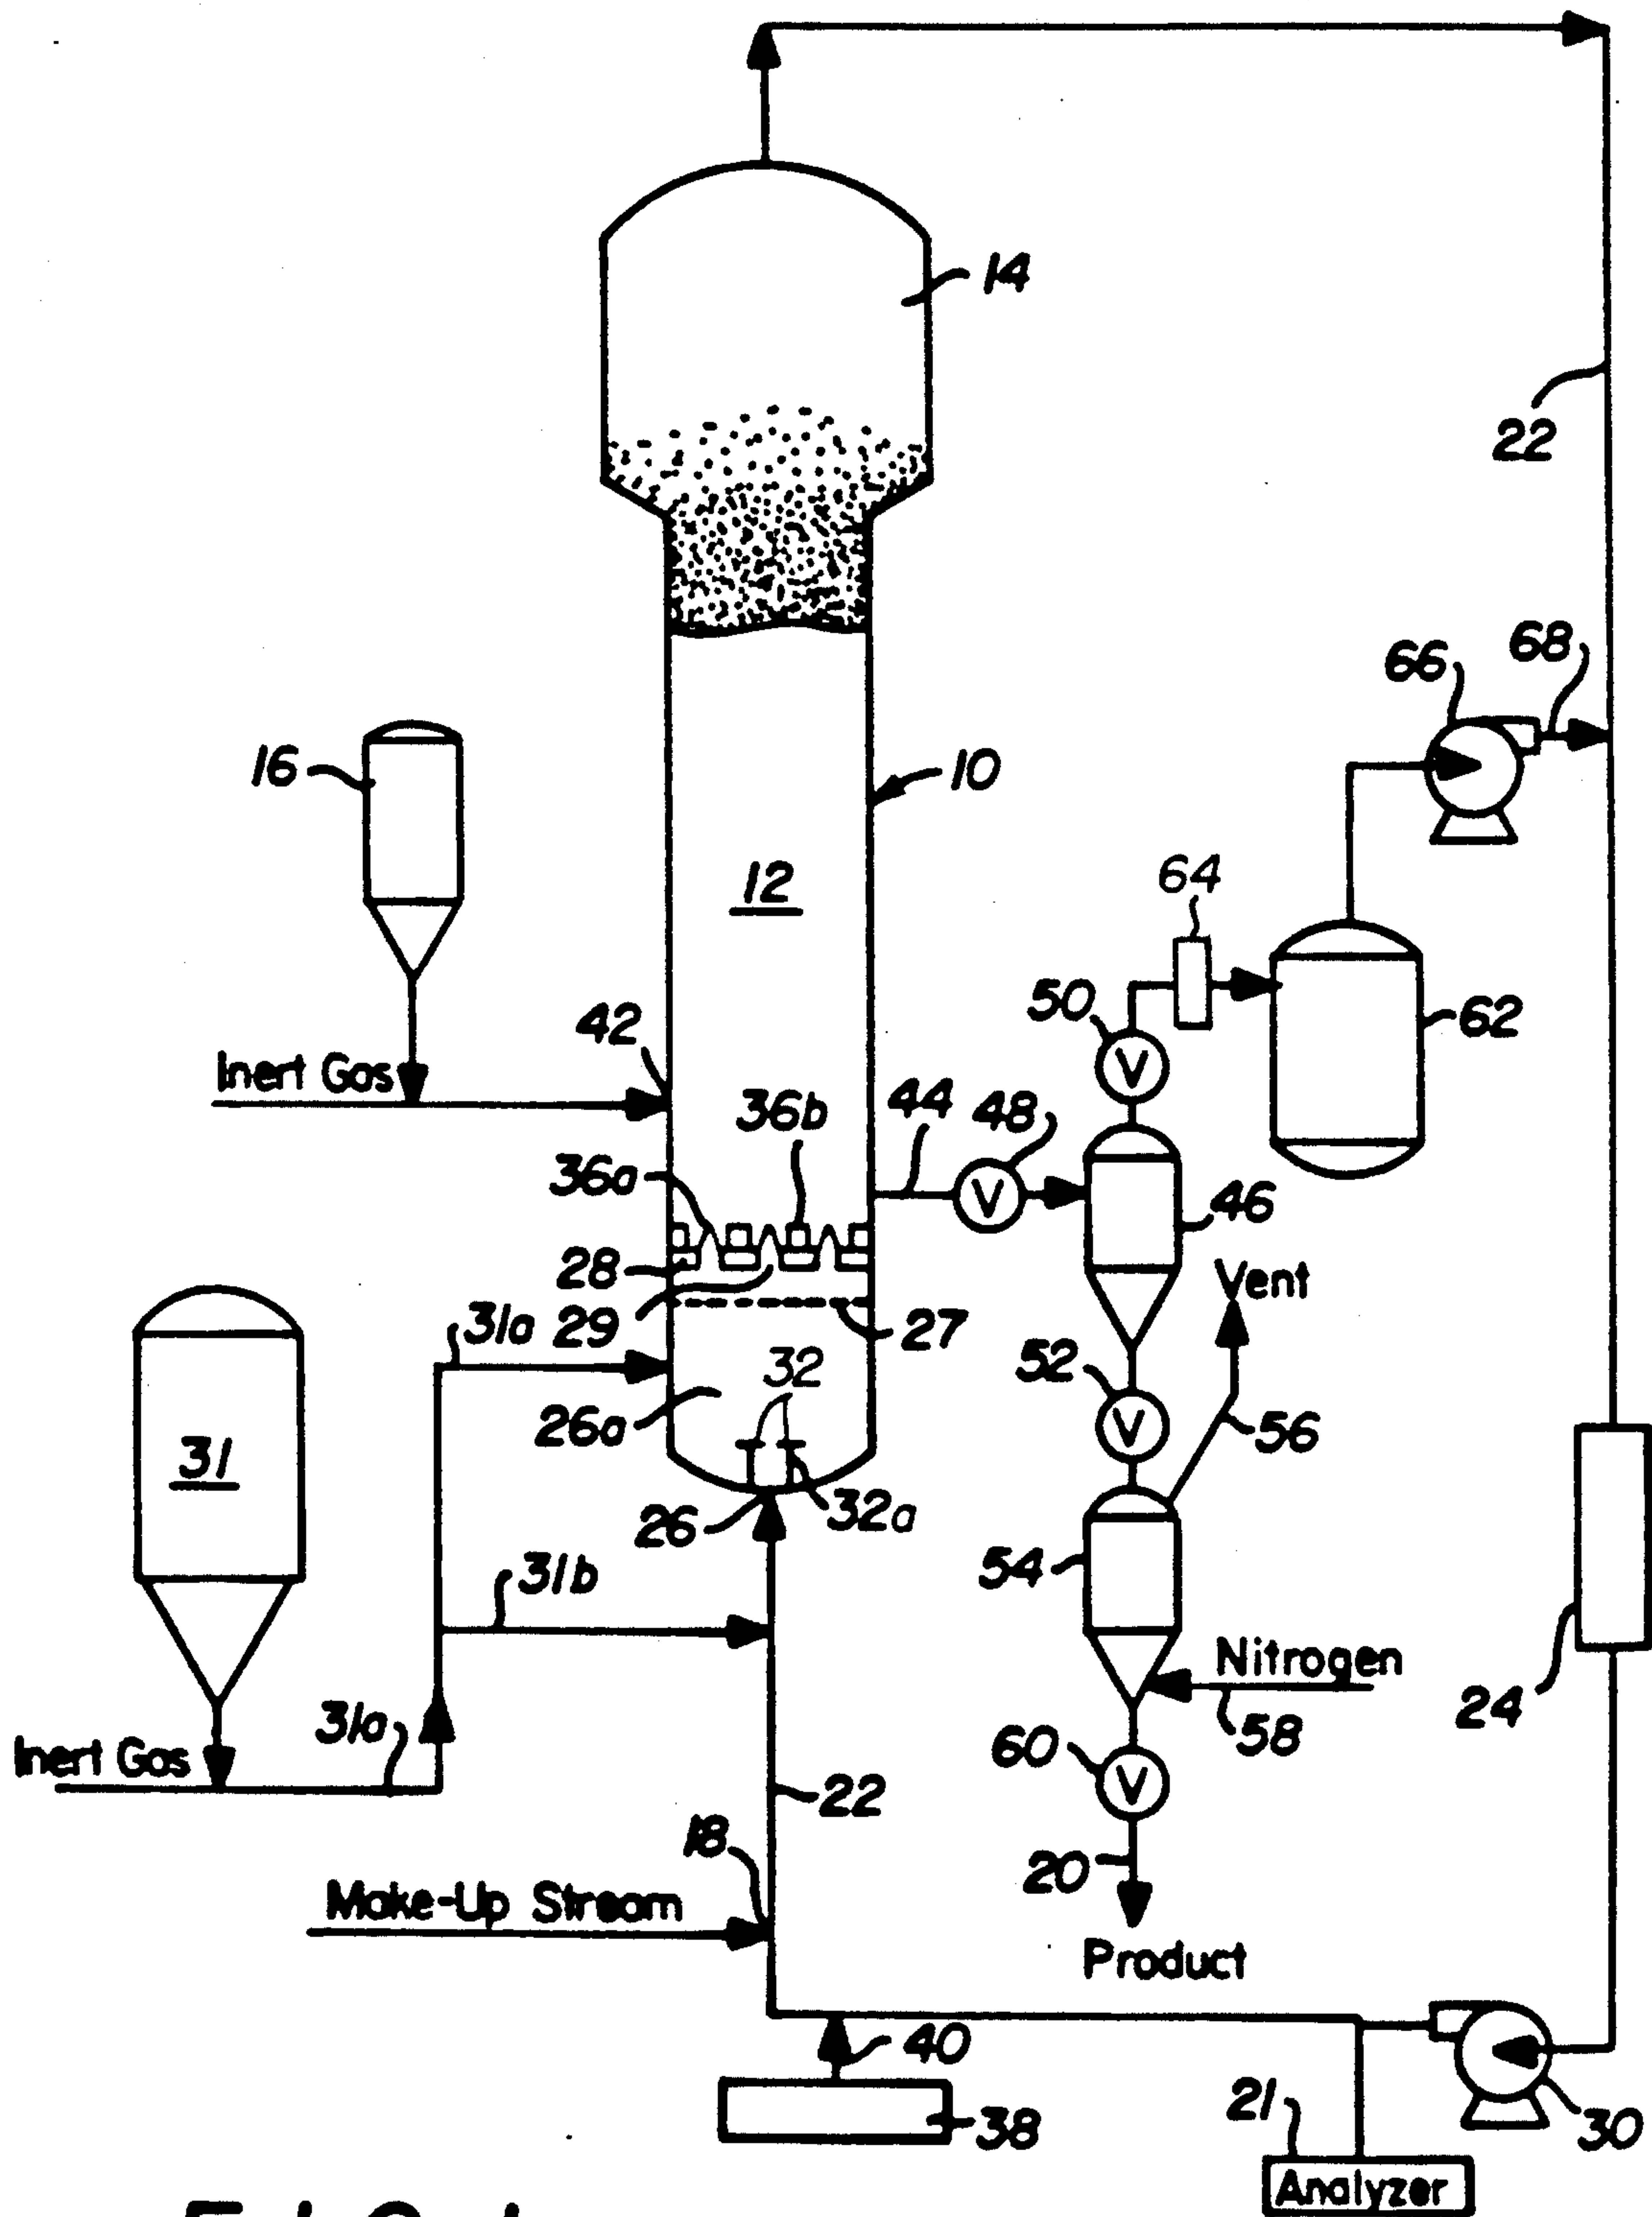 14
22
66
68
16
10
12
64
50
62
42
Inert Gas
36b
44
48
36a
46
28
Vent
31a
29
27
32
52
26a
56
31
26
32a
54
31b
Nitrogen
24
31a
58
60
Inert Gas
22
18
20
Make-Up Stream
Product
40
21
38
30
V
V
V
V
Analyzer